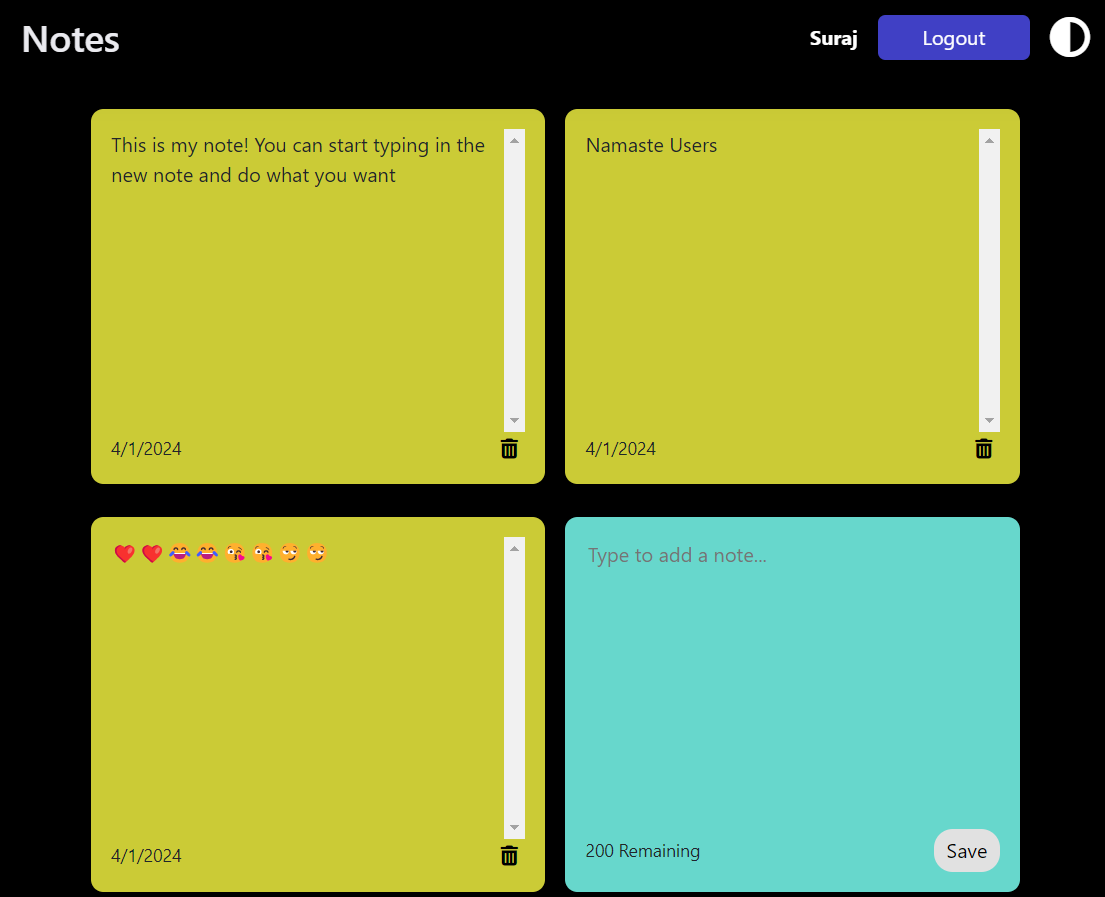 Notes
Suraj
Logout
This is my note! You can start typing in the
new note and do what you want
4/1/2024
Namaste Users
4/1/2024
❤️❤️😂😂😘😘😏😏
4/1/2024
Type to add a note...
200 Remaining
Save